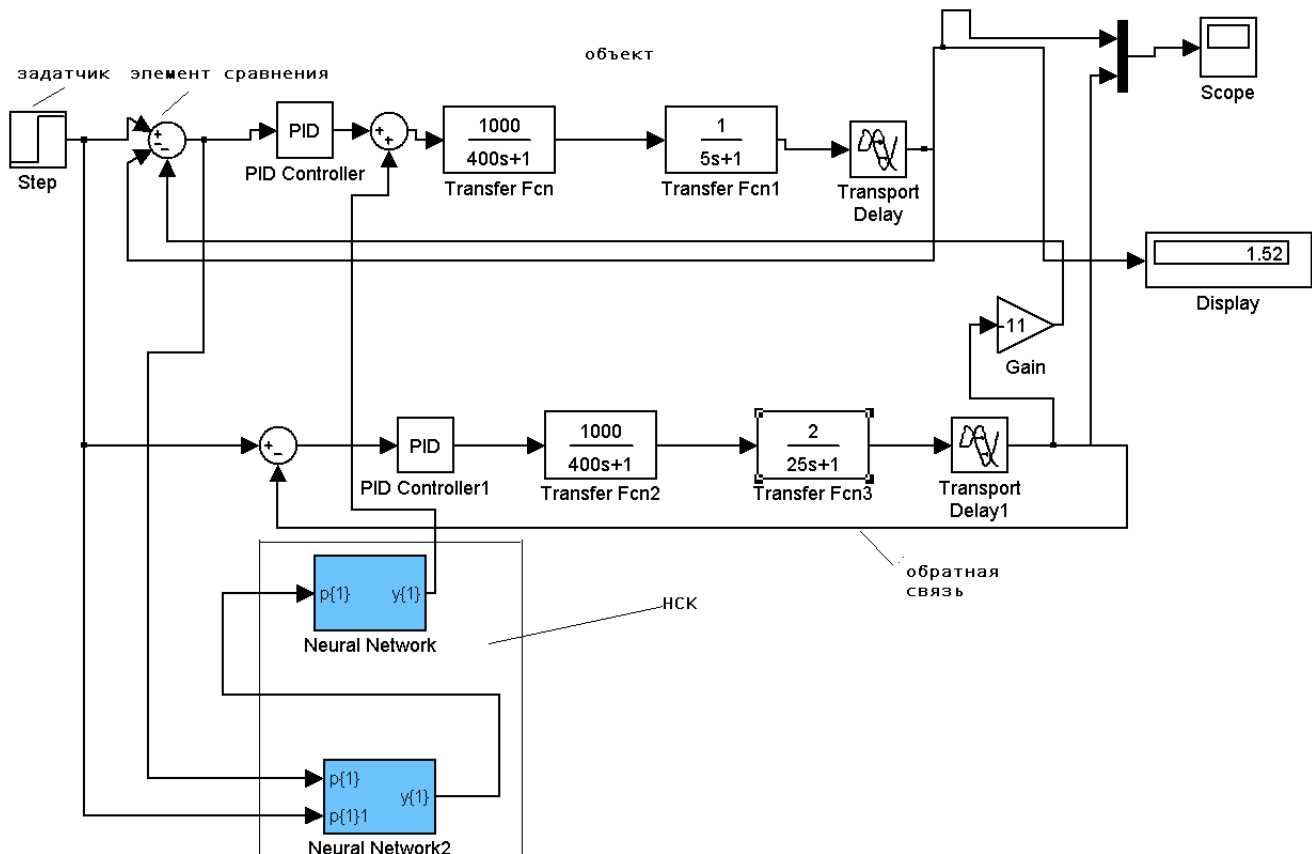 объект
задатчик элемент сравнения
Scope
Step
+
−
−
PID
PID Controller
+
+
1000
400s+1
Transfer Fcn
1
5s+1
Transfer Fcn1
Transport
Delay
1.52
Display
-11
Gain
+
−
PID
PID Controller1
1000
400s+1
Transfer Fcn2
2
25s+1
Transfer Fcn3
Transport
Delay1
обратная
связь
p{1} y{1}
Neural Network
НСК
p{1}
y{1}
p{1}1
Neural Network2